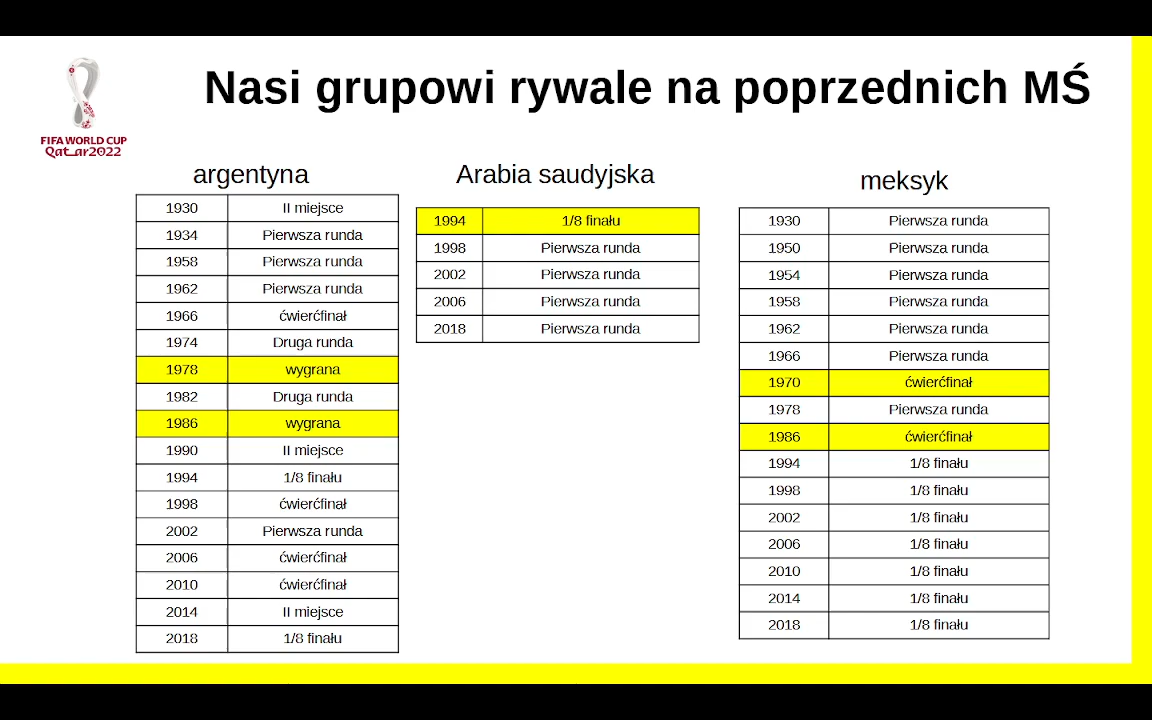 Nasi grupowi rywale na poprzednich MŚ
FIFA WORLD CUP
Qatar2022
argentyna
1930 II miejsce
1934 Pierwsza runda
1958 Pierwsza runda
1962 Pierwsza runda
1966 ćwierćfinał
1974 Druga runda
1978 wygrana
1982 Druga runda
1986 wygrana
1990 II miejsce
1994 1/8 finału
1998 ćwierćfinał
2002 Pierwsza runda
2006 ćwierćfinał
2010 ćwierćfinał
2014 II miejsce
2018 1/8 finału
Arabia saudyjska
1994 1/8 finału
1998 Pierwsza runda
2002 Pierwsza runda
2006 Pierwsza runda
2018 Pierwsza runda
meksyk
1930 Pierwsza runda
1950 Pierwsza runda
1954 Pierwsza runda
1958 Pierwsza runda
1962 Pierwsza runda
1966 Pierwsza runda
1970 ćwierćfinał
1978 Pierwsza runda
1986 ćwierćfinał
1994 1/8 finału
1998 1/8 finału
2002 1/8 finału
2006 1/8 finału
2010 1/8 finału
2014 1/8 finału
2018 1/8 finału